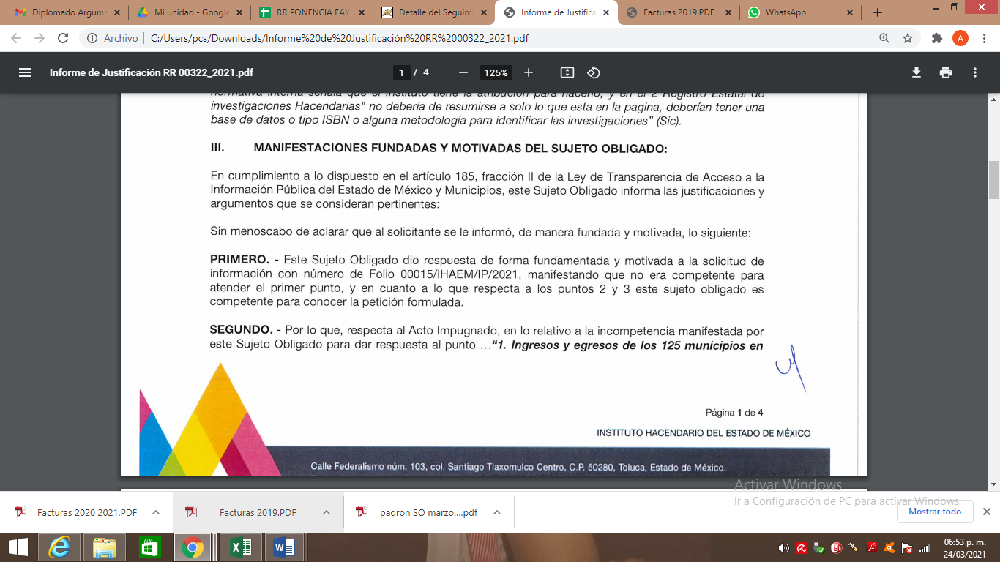 Diplomado Argume
Mi unidad - Google
RR PONENCIA EAY
Detalle del Seguim
Informe de Justifica
Facturas 2019.PDF
WhatsApp
Archivo
C:/Users/pcs/Downloads/Informe%20de%20Justificación%20RR%2000322_2021.pdf
A
Informe de Justificación RR 00322_2021.pdf
1 / 4
125%
normativa interna señala que el Instituto tiene la atribución para hacerlo, y en el 2 Registro Estatal de
investigaciones Hacendarias" no debería de resumirse a solo lo que esta en la pagina, deberían tener una
base de datos o tipo ISBN o alguna metodología para identificar las investigaciones” (Sic).
III. MANIFESTACIONES FUNDADAS Y MOTIVADAS DEL SUJETO OBLIGADO:
En cumplimiento a lo dispuesto en el artículo 185, fracción II de la Ley de Transparencia de Acceso a la
Información Pública del Estado de México y Municipios, este Sujeto Obligado informa las justificaciones y
argumentos que se consideran pertinentes:
Sin menoscabo de aclarar que al solicitante se le informó, de manera fundada y motivada, lo siguiente:
PRIMERO. - Este Sujeto Obligado dio respuesta de forma fundamentada y motivada a la solicitud de
información con número de Folio 00015/IHAEM/IP/2021, manifestando que no era competente para
atender el primer punto, y en cuanto a lo que respecta a los puntos 2 y 3 este sujeto obligado es
competente para conocer la petición formulada.
SEGUNDO. - Por lo que, respecta al Acto Impugnado, en lo relativo a la incompetencia manifestada por
este Sujeto Obligado para dar respuesta al punto …“1. Ingresos y egresos de los 125 municipios en
Página 1 de 4
INSTITUTO HACENDARIO DEL ESTADO DE MÉXICO
Calle Federalismo núm. 103, col. Santiago Tlaxomulco Centro, C.P. 50280, Toluca, Estado de México.
Activar Windows
Ir a Configuración de PC para activar Windows.
Facturas 2020 2021.PDF
Facturas 2019.PDF
padron SO marzo....pdf
Mostrar todo
06:53 p. m.
24/03/2021